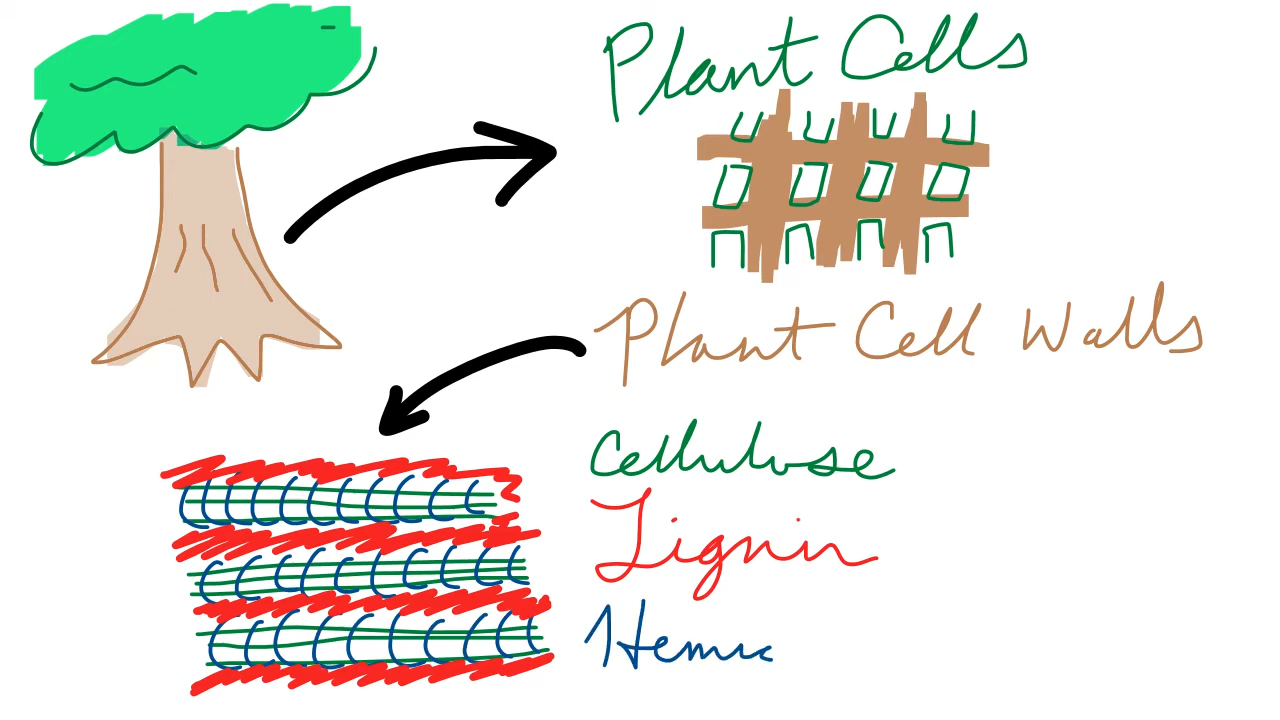 Plant Cells
Plant Cell Walls
Cellulose
Lignin
Hemic